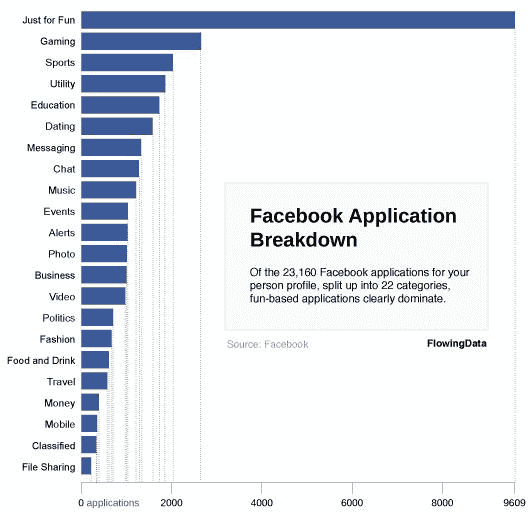 Just for Fun
Gaming
Sports
Utility
Education
Dating
Messaging
Chat
Music
Events
Alerts
Photo
Business
Video
Politics
Fashion
Food and Drink
Travel
Money
Mobile
Classified
File Sharing
Facebook Application
Breakdown
Of the 23,160 Facebook applications for your
person profile, split up into 22 categories,
fun-based applications clearly dominate.
Source: Facebook FlowingData
0 applications 2000 4000 6000 8000 9609